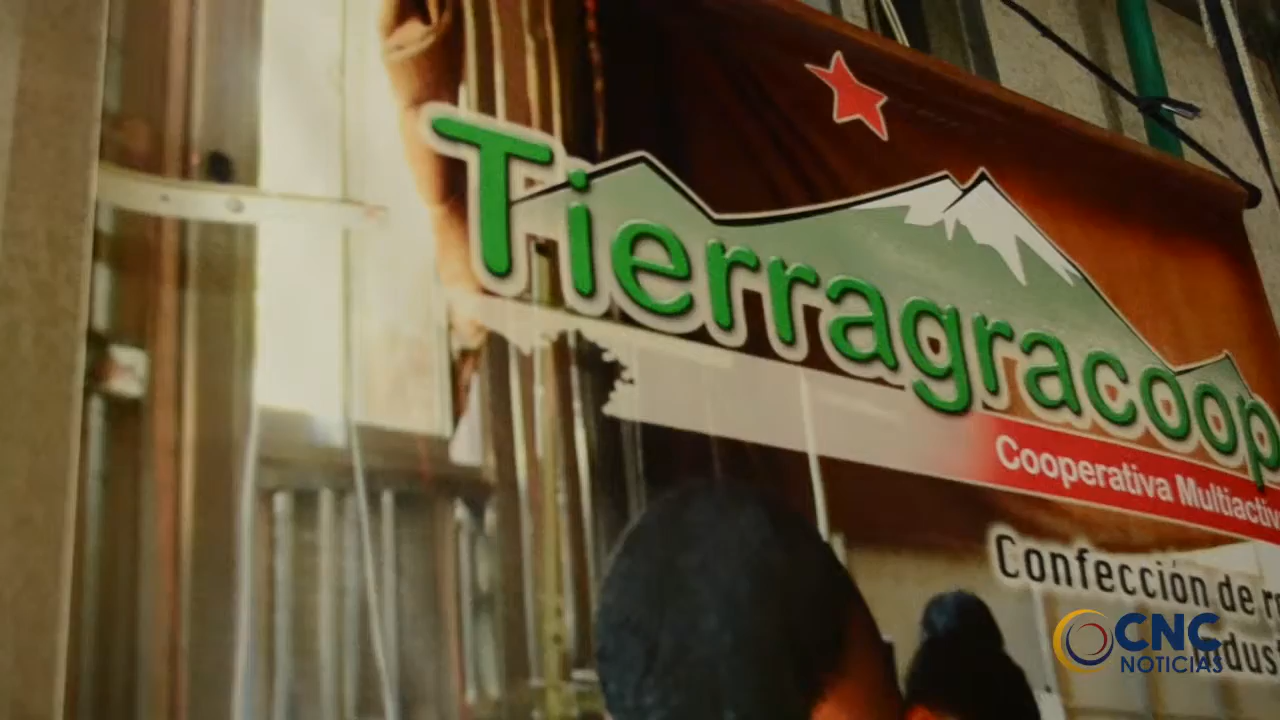 Tierragracoop
Cooperativa Multiactiv
Confección de
CNC
NOTICIAS